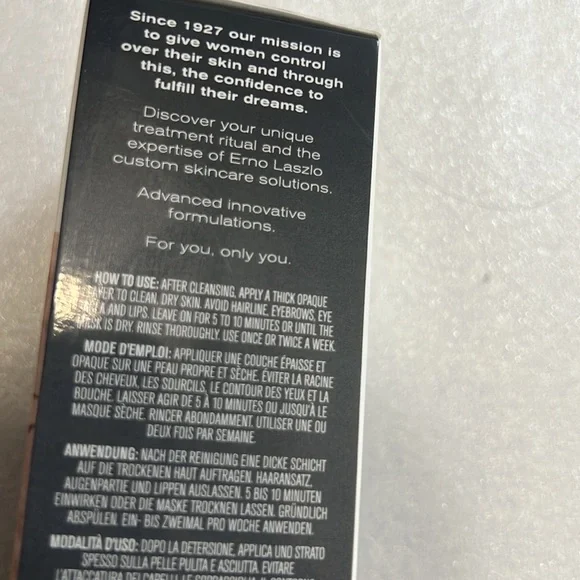 Since 1927 our mission is
to give women control
over their skin and through
this, the confidence to
fulfill their dreams.
Discover your unique
treatment ritual and the
expertise of Erno Laszlo
custom skincare solutions.
Advanced innovative
formulations.
For you, only you.
HOW TO USE: AFTER CLEANSING, APPLY A THICK OPAQUE
TO CLEAN, DRY SKIN. AVOID HAIRLINE, EYEBROWS, EYE
AND LIPS. LEAVE ON FOR 5 TO 10 MINUTES OR UNTIL THE
IS DRY. RINSE THOROUGHLY. USE ONCE OR TWICE A WEEK.
MODE D'EMPLOI: APPLIQUER UNE COUCHE ÉPAISSE ET
OPAQUE SUR UNE PEAU PROPRE ET SÈCHE. ÉVITER LA RACINE
DES CHEVEUX, LES SOURCILS, LE CONTOUR DES YEUX ET LA
BOUCHE. LAISSER AGIR DE 5 À 10 MINUTES OU JUSQU'À LE
MASQUE SÈCHE. RINCER ABONDAMMENT. UTILISER UNE OU
DEUX FOIS PAR SEMAINE.
ANWENDUNG: NACH DER REINIGUNG EINE DICKE SCHICHT
AUF DIE TROCKENEN HAUT AUFTRAGEN. HAARANSATZ,
AUGENPARTIE UND LIPPEN AUSLASSEN. 5 BIS 10 MINUTEN
EINWIRKEN ODER DIE MASKE TROCKNEN LASSEN. GRÜNDLICH
ABSPÜLEN. EIN- BIS ZWEIMAL PRO WOCHE ANWENDEN.
MODALITÀ D'USO: DOPO LA DETERSIONE, APPLICA UNO STRATO
SPESSO SULLA PELLE PULITA E ASCIUTTA. EVITARE
L'ATTACCATURA DEI CAPELLI, LE SOPRACCIGLIA, IL CONTORNO